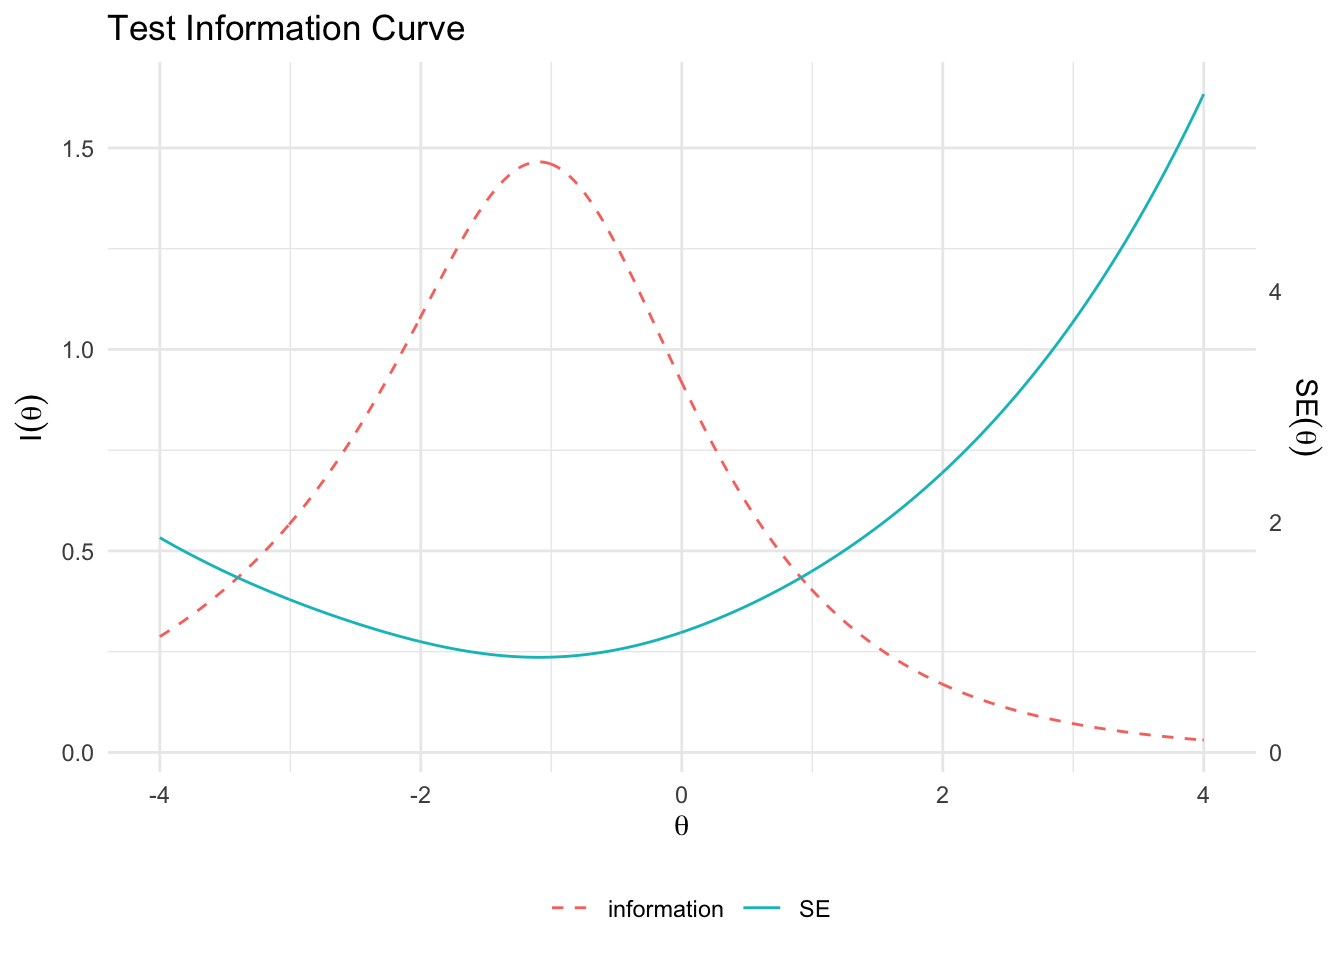 Test Information Curve
I(θ)
1.5
1.0
0.5
0.0
4
2
0
SE(θ)
-4 -2 0 2 4
θ
information SE